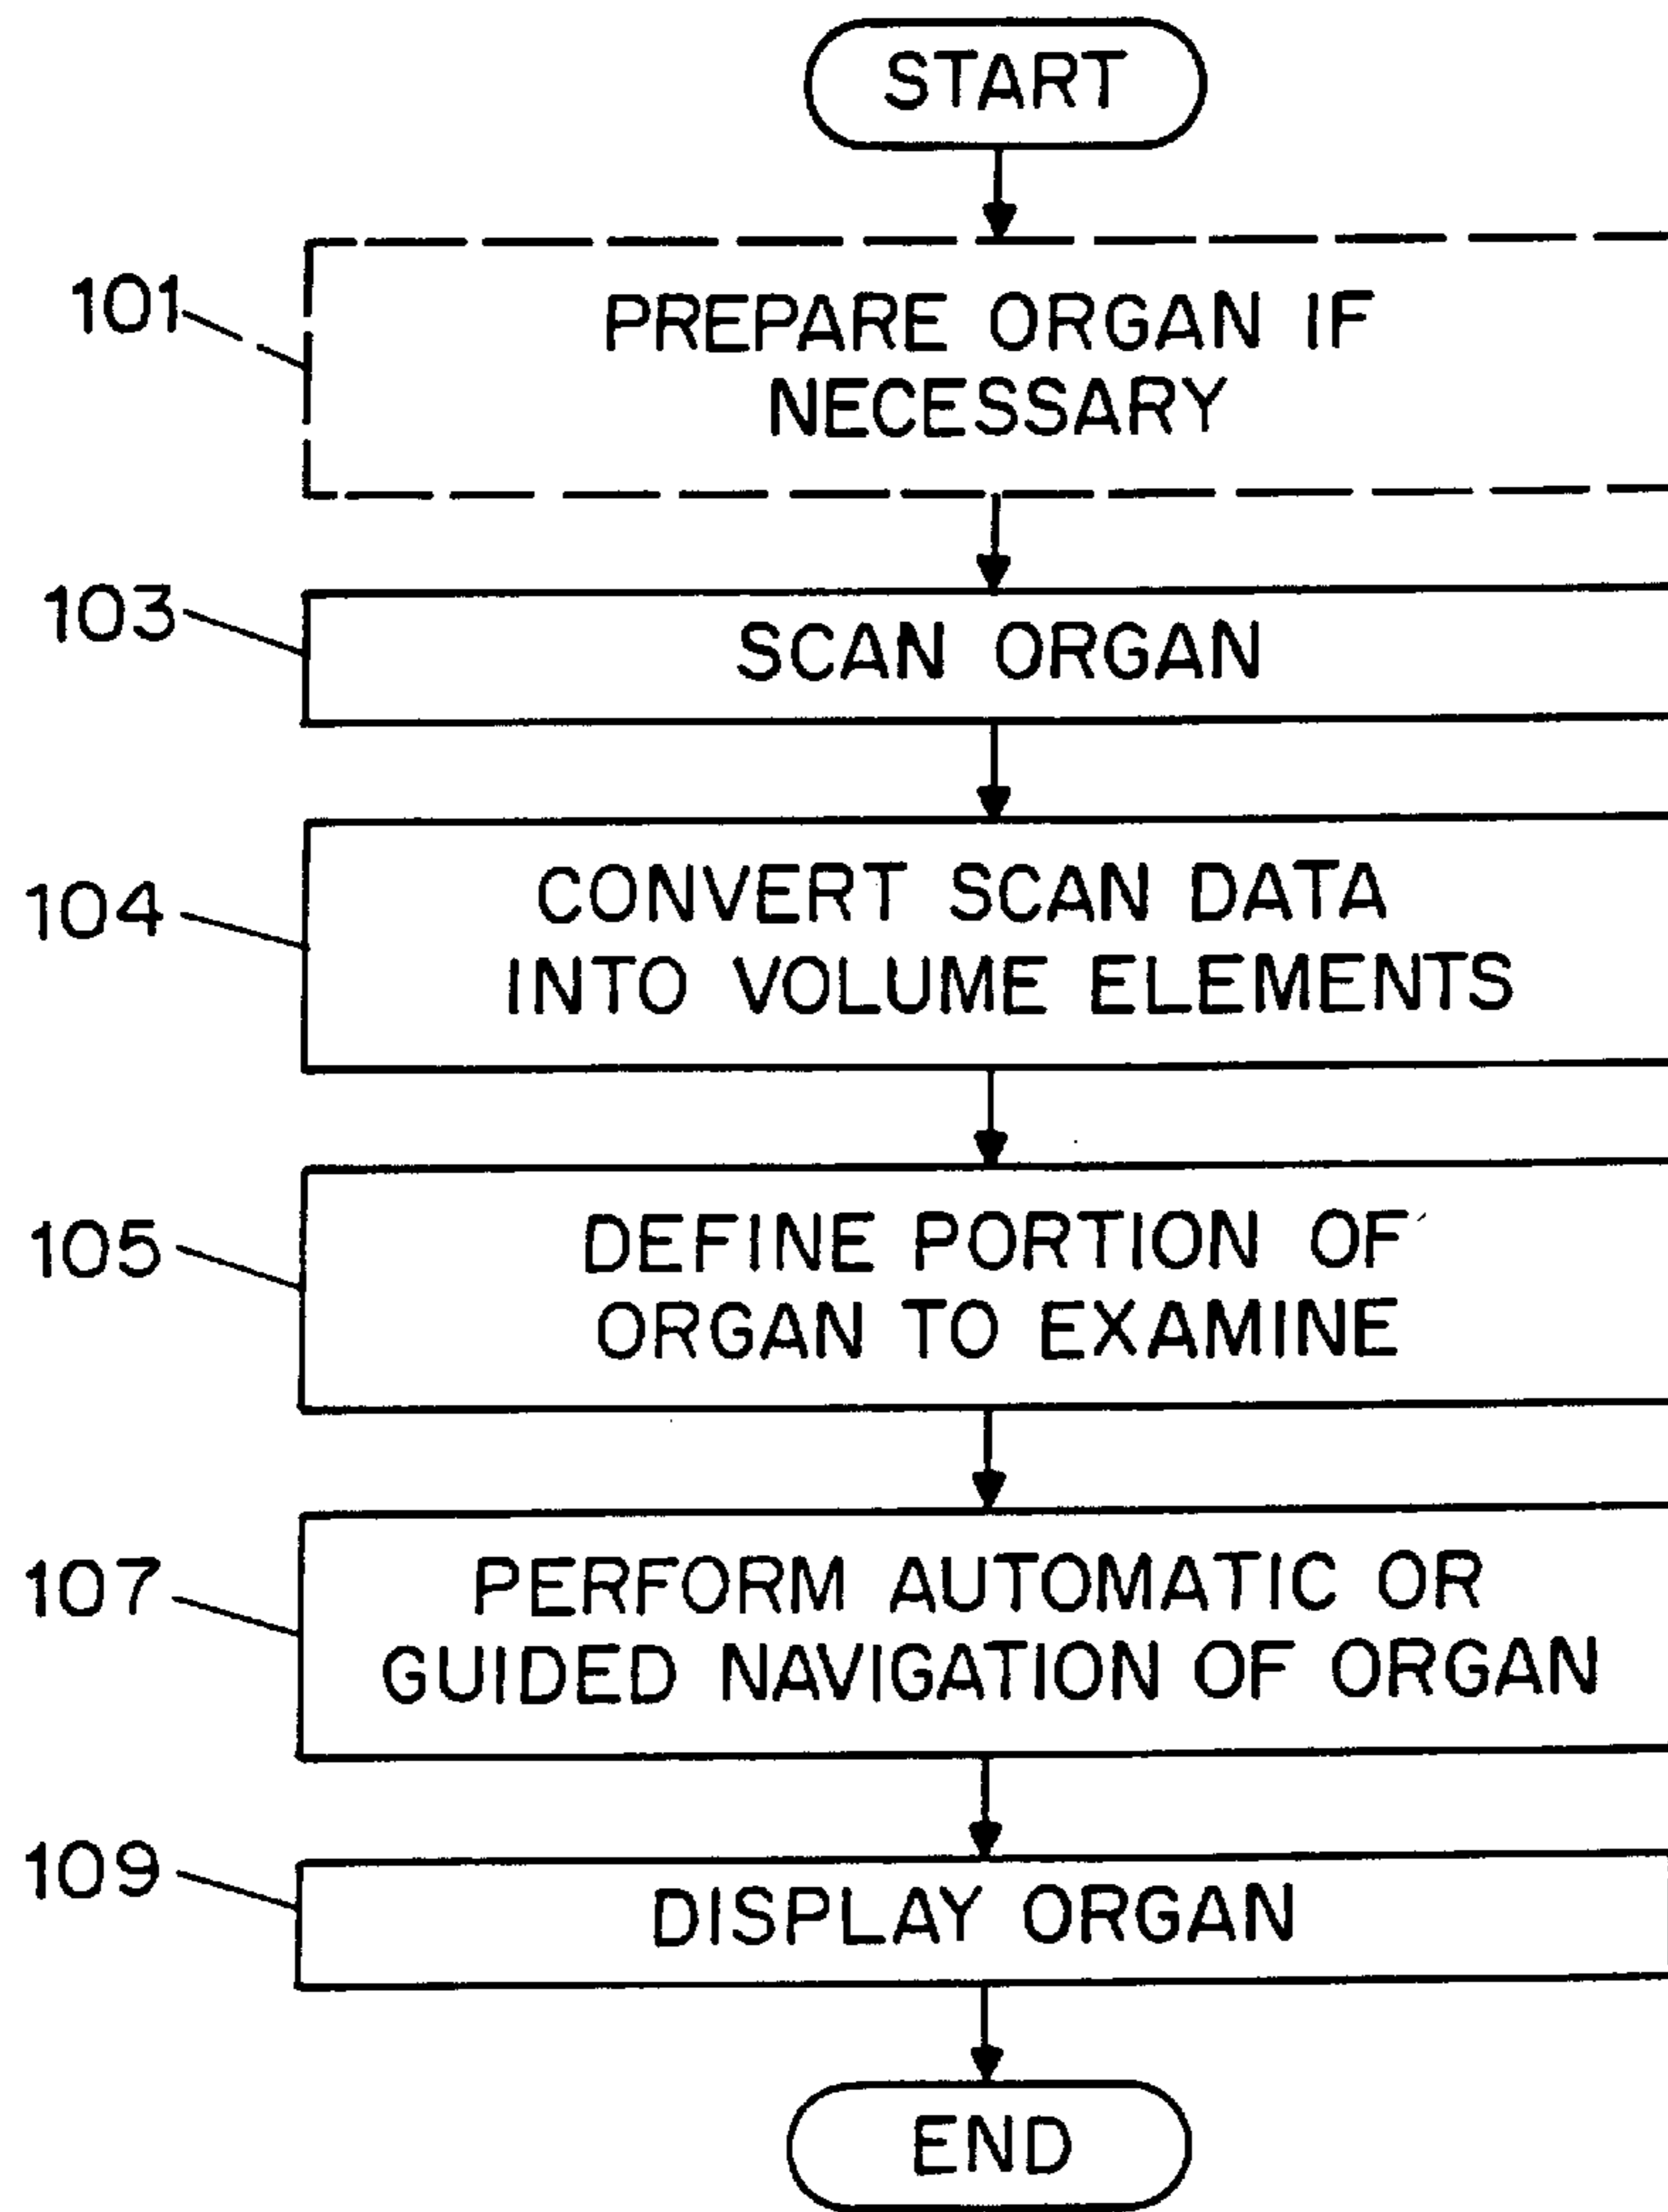 START
101
PREPARE ORGAN IF
NECESSARY
103
SCAN ORGAN
104
CONVERT SCAN DATA
INTO VOLUME ELEMENTS
105
DEFINE PORTION OF
ORGAN TO EXAMINE
107
PERFORM AUTOMATIC OR
GUIDED NAVIGATION OF ORGAN
109
DISPLAY ORGAN
END